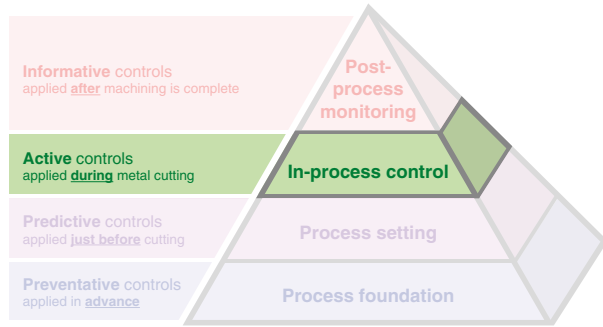 Informative controls
applied after machining is complete
Post-
process
monitoring
Active controls
applied during metal cutting
In-process control
Predictive controls
applied just before cutting
Process setting
Preventative controls
applied in advance
Process foundation